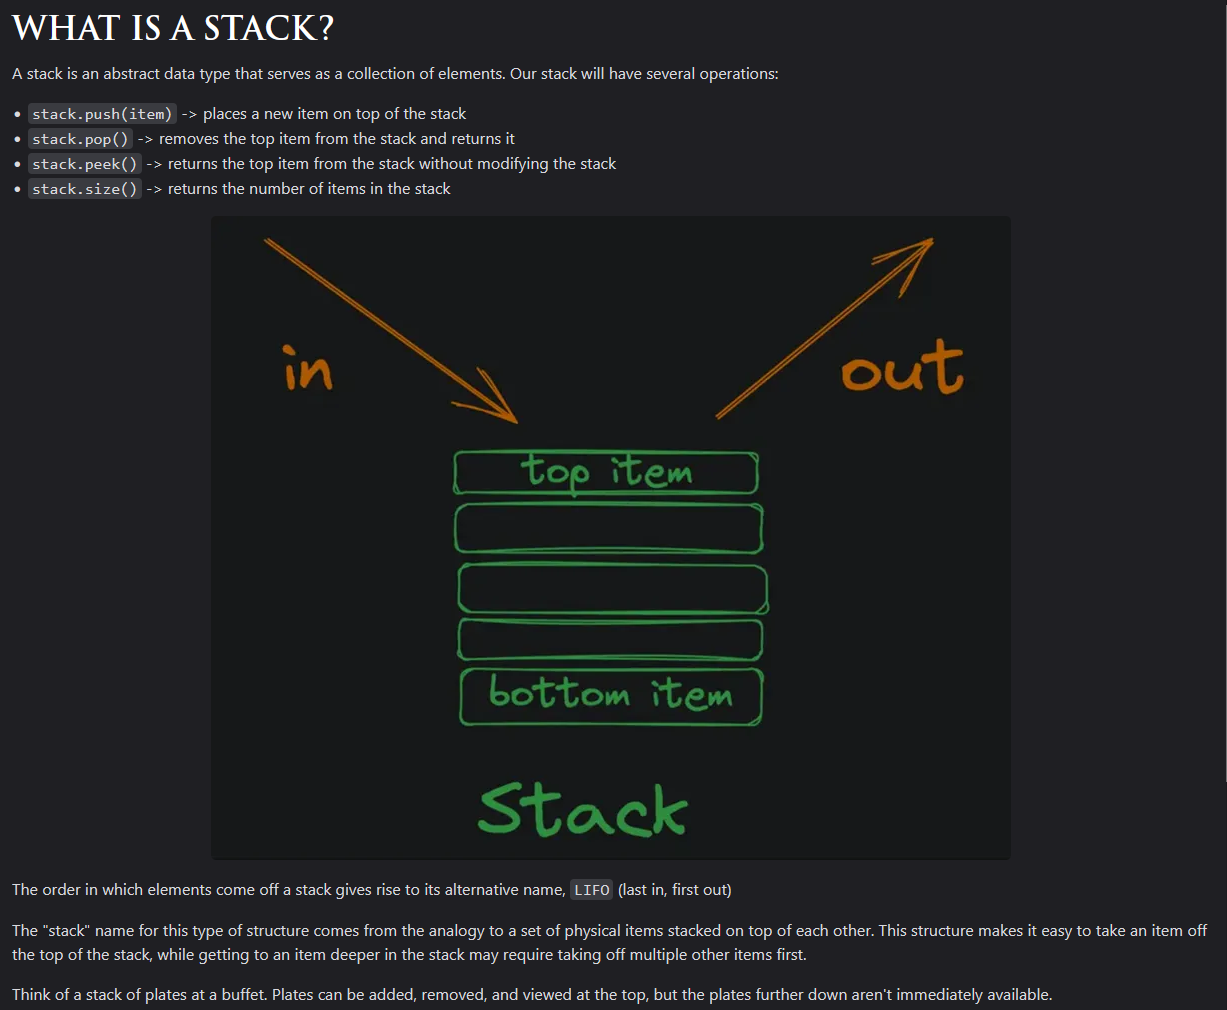 WHAT IS A STACK?
A stack is an abstract data type that serves as a collection of elements. Our stack will have several operations:
• stack.push(item) -> places a new item on top of the stack
• stack.pop() -> removes the top item from the stack and returns it
• stack.peek() -> returns the top item from the stack without modifying the stack
• stack.size() -> returns the number of items in the stack
in
out
top item
bottom item
Stack
The order in which elements come off a stack gives rise to its alternative name, LIFO (last in, first out)
The "stack" name for this type of structure comes from the analogy to a set of physical items stacked on top of each other. This structure makes it easy to take an item off
the top of the stack, while getting to an item deeper in the stack may require taking off multiple other items first.
Think of a stack of plates at a buffet. Plates can be added, removed, and viewed at the top, but the plates further down aren't immediately available.